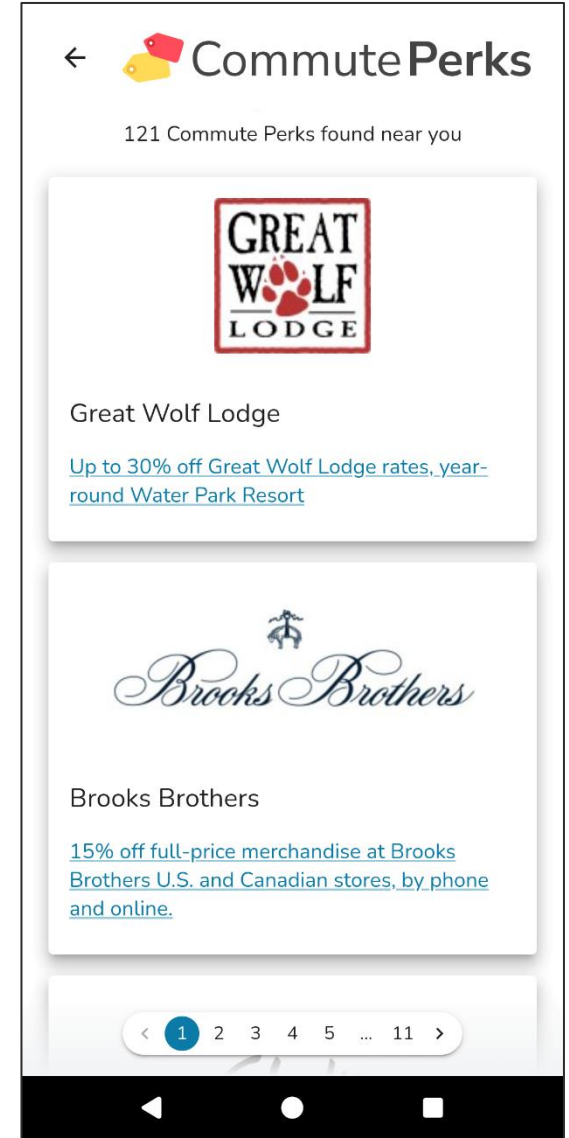 Commute Perks
121 Commute Perks found near you
GREAT
WOLF
LODGE
Great Wolf Lodge
Up to 30% off Great Wolf Lodge rates, year-
round Water Park Resort
Brooks Brothers
Brooks Brothers
15% off full-price merchandise at Brooks
Brothers U.S. and Canadian stores, by phone
and online.
1 2 3 4 5 ... 11